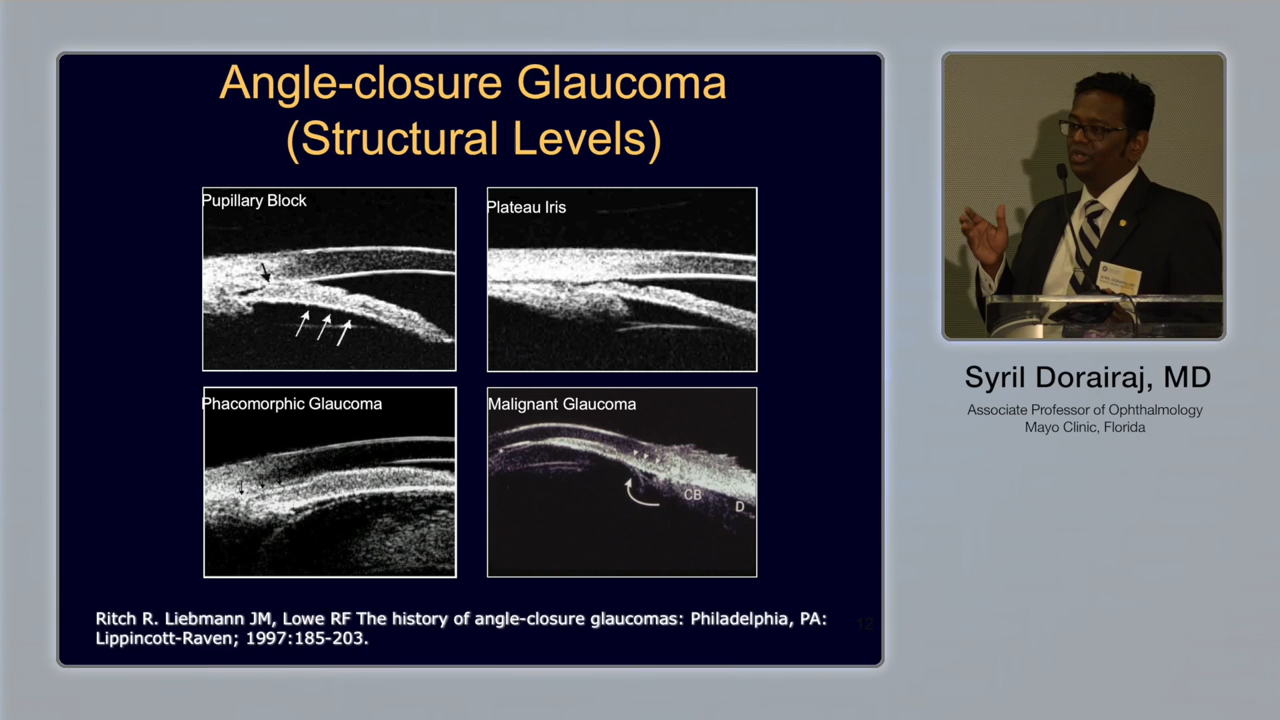 Angle-closure Glaucoma
(Structural Levels)
Pupillary Block
Plateau Iris
Phacomorphic Glaucoma
Malignant Glaucoma
CB
D
Ritch R. Liebmann JM, Lowe RF The history of angle-closure glaucomas: Philadelphia, PA:
Lippincott-Raven; 1997:185-203.
12
Syril Dorairaj, MD
Associate Professor of Ophthalmology
Mayo Clinic, Florida